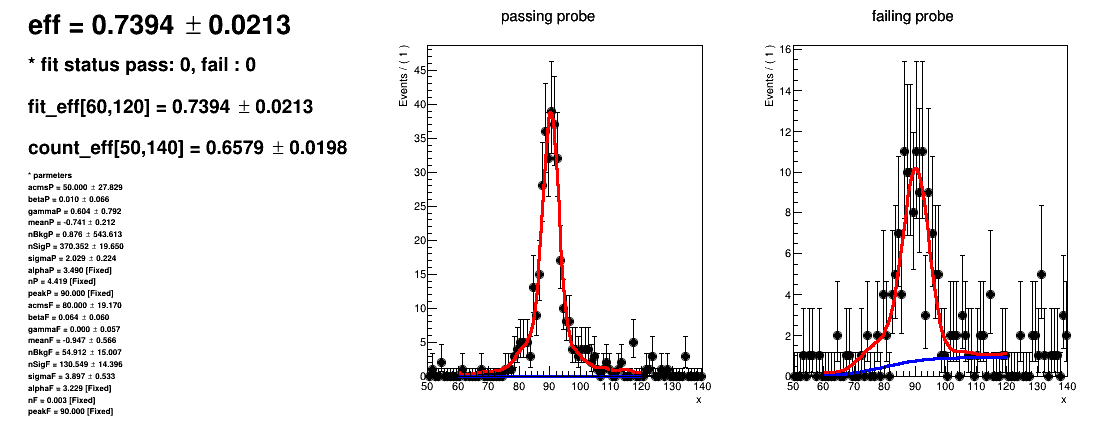 eff = 0.7394 ± 0.0213
* fit status pass: 0, fail : 0
fit_eff[60,120] = 0.7394 ± 0.0213
count_eff[50,140] = 0.6579 ± 0.0198
* parmeters
acmsP = 50.000 ± 27.829
betaP = 0.010 ± 0.066
gammaP = 0.604 ± 0.792
meanP = -0.741 ± 0.212
nBkgP = 0.876 ± 543.613
nSigP = 370.352 ± 19.650
sigmaP = 2.029 ± 0.224
alphaP = 3.490 [Fixed]
nP = 4.419 [Fixed]
peakP = 90.000 [Fixed]
acmsF = 80.000 ± 19.170
betaF = 0.064 ± 0.060
gammaF = 0.000 ± 0.057
meanF = -0.947 ± 0.566
nBkgF = 54.912 ± 15.007
nSigF = 130.549 ± 14.396
sigmaF = 3.897 ± 0.533
alphaF = 3.229 [Fixed]
nF = 0.003 [Fixed]
peakF = 90.000 [Fixed]
passing probe
Events / ( 1 )
45
40
35
30
25
20
15
10
5
0
50 60 70 80 90 100 110 120 130 140
x
failing probe
Events / ( 1 )
16
14
12
10
8
6
4
2
0
50 60 70 80 90 100 110 120 130 140
x